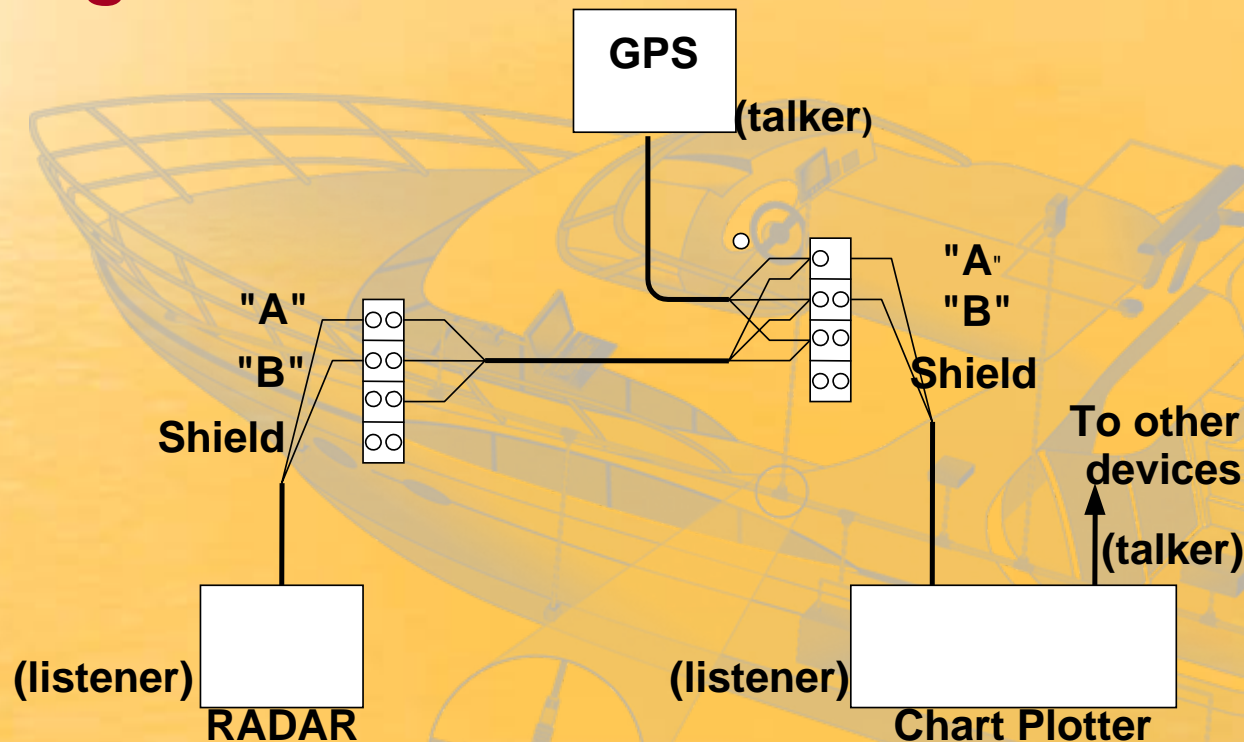 GPS
(talker)
"A"
"B"
Shield
"A"
"B"
Shield
To other
devices
(talker)
(listener)
RADAR
(listener)
Chart Plotter